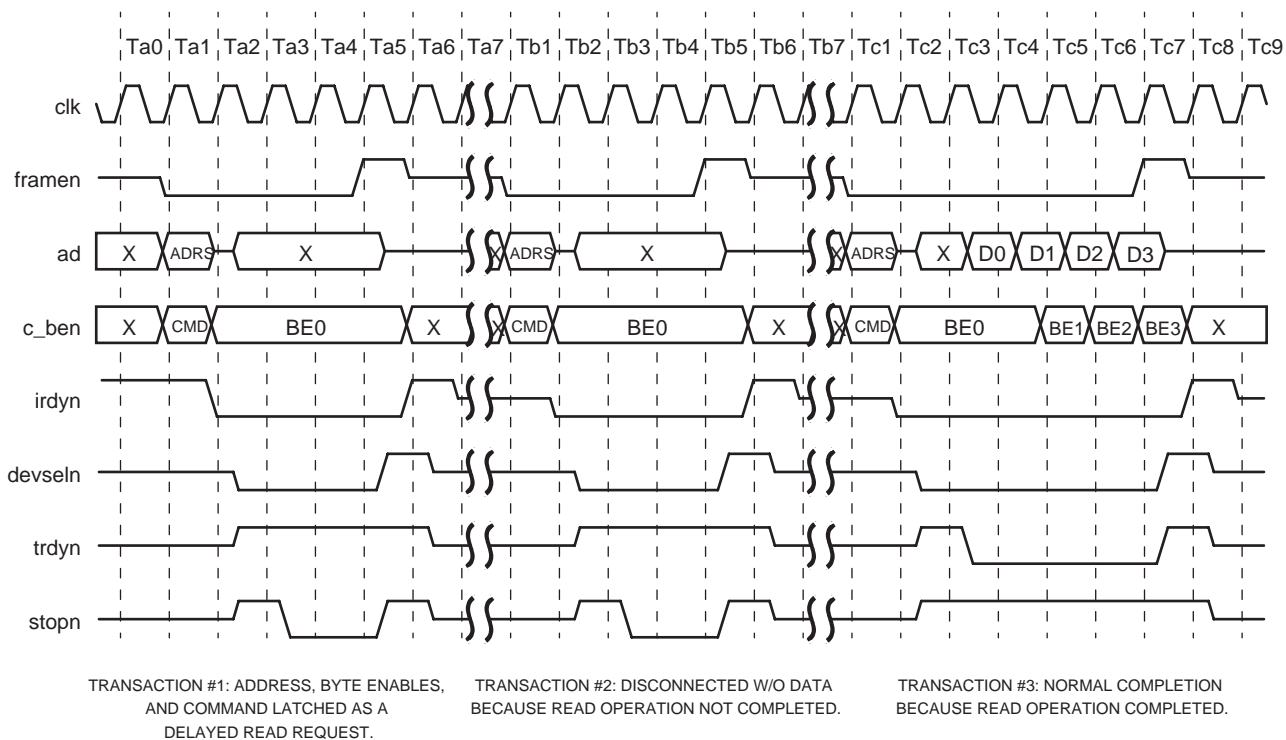 Ta0 Ta1 Ta2 Ta3 Ta4 Ta5 Ta6 Ta7 Tb1 Tb2 Tb3 Tb4 Tb5 Tb6 Tb7 Tc1 Tc2 Tc3 Tc4 Tc5 Tc6 Tc7 Tc8 Tc9
clk
framen
ad X ADRS X X ADRS X X ADRS X D0 D1 D2 D3
c_ben X CMD BE0 X X CMD BE0 X X CMD BE0 BE1 BE2 BE3 X
irdyn
devseln
trdyn
stopn
TRANSACTION #1: ADDRESS, BYTE ENABLES,
AND COMMAND LATCHED AS A
DELAYED READ REQUEST.
TRANSACTION #2: DISCONNECTED W/O DATA
BECAUSE READ OPERATION NOT COMPLETED.
TRANSACTION #3: NORMAL COMPLETION
BECAUSE READ OPERATION COMPLETED.